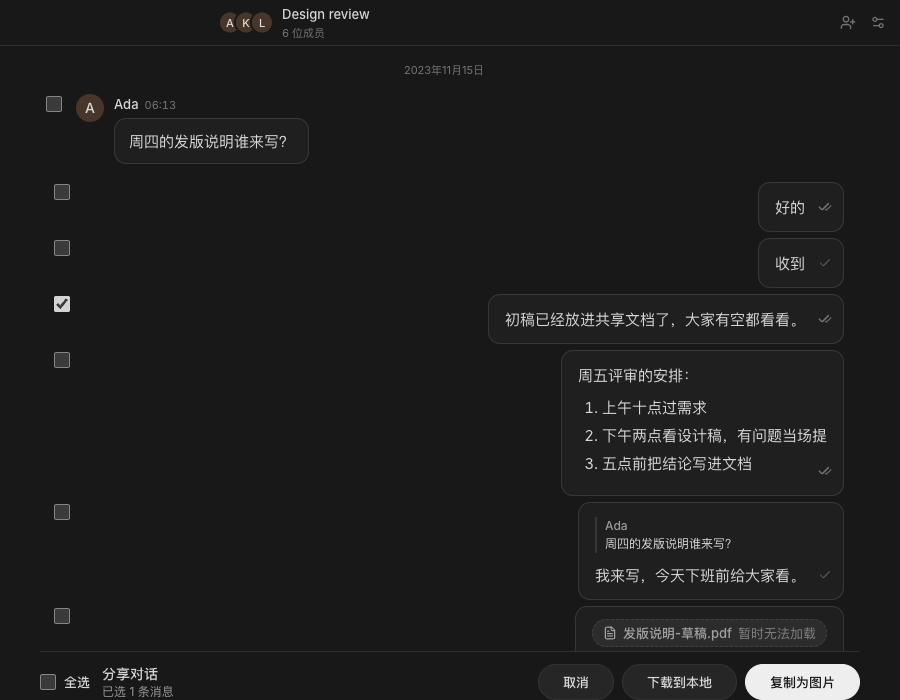 A K L
Design review
6 位成员
2023年11月15日
A
Ada 06:13
周四的发版说明谁来写?
好的
收到
初稿已经放进共享文档了，大家有空都看看。
周五评审的安排:
1. 上午十点过需求
2. 下午两点看设计稿，有问题当场提
3. 五点前把结论写进文档
Ada
周四的发版说明谁来写?
我来写，今天下班前给大家看。
发版说明-草稿.pdf 暂时无法加载
全选
分享对话
已选 1 条消息
取消
下载到本地
复制为图片